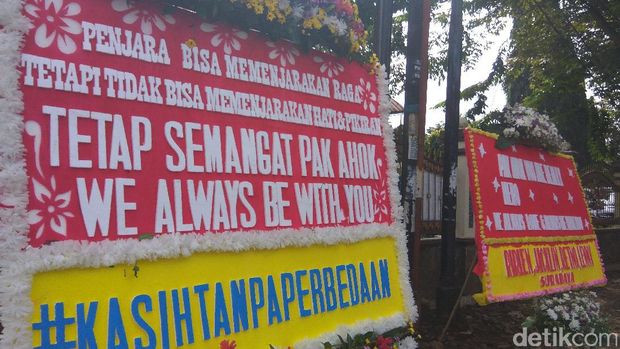 PENJARA BISA MEMENJARAKAN RAGA
TETAPI TIDAK BISA MEMENJARAKAN HATI&PIKIRAN
TETAP SEMANGAT PAK AHOK
WE ALWAYS BE WITH YOU
#KASIHTANPAPERBEDAAN
SURABAYA
detikcom